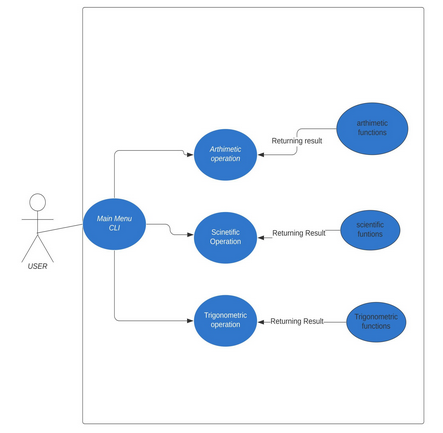 arthimetic
functions
Returning result
Arthimetic
operation
Main Menu
CLI
Scinetific
Operation
Returning Result
scientific
funtions
USER
Trigonometric
operation
Returning Result
Trigonometric
functions